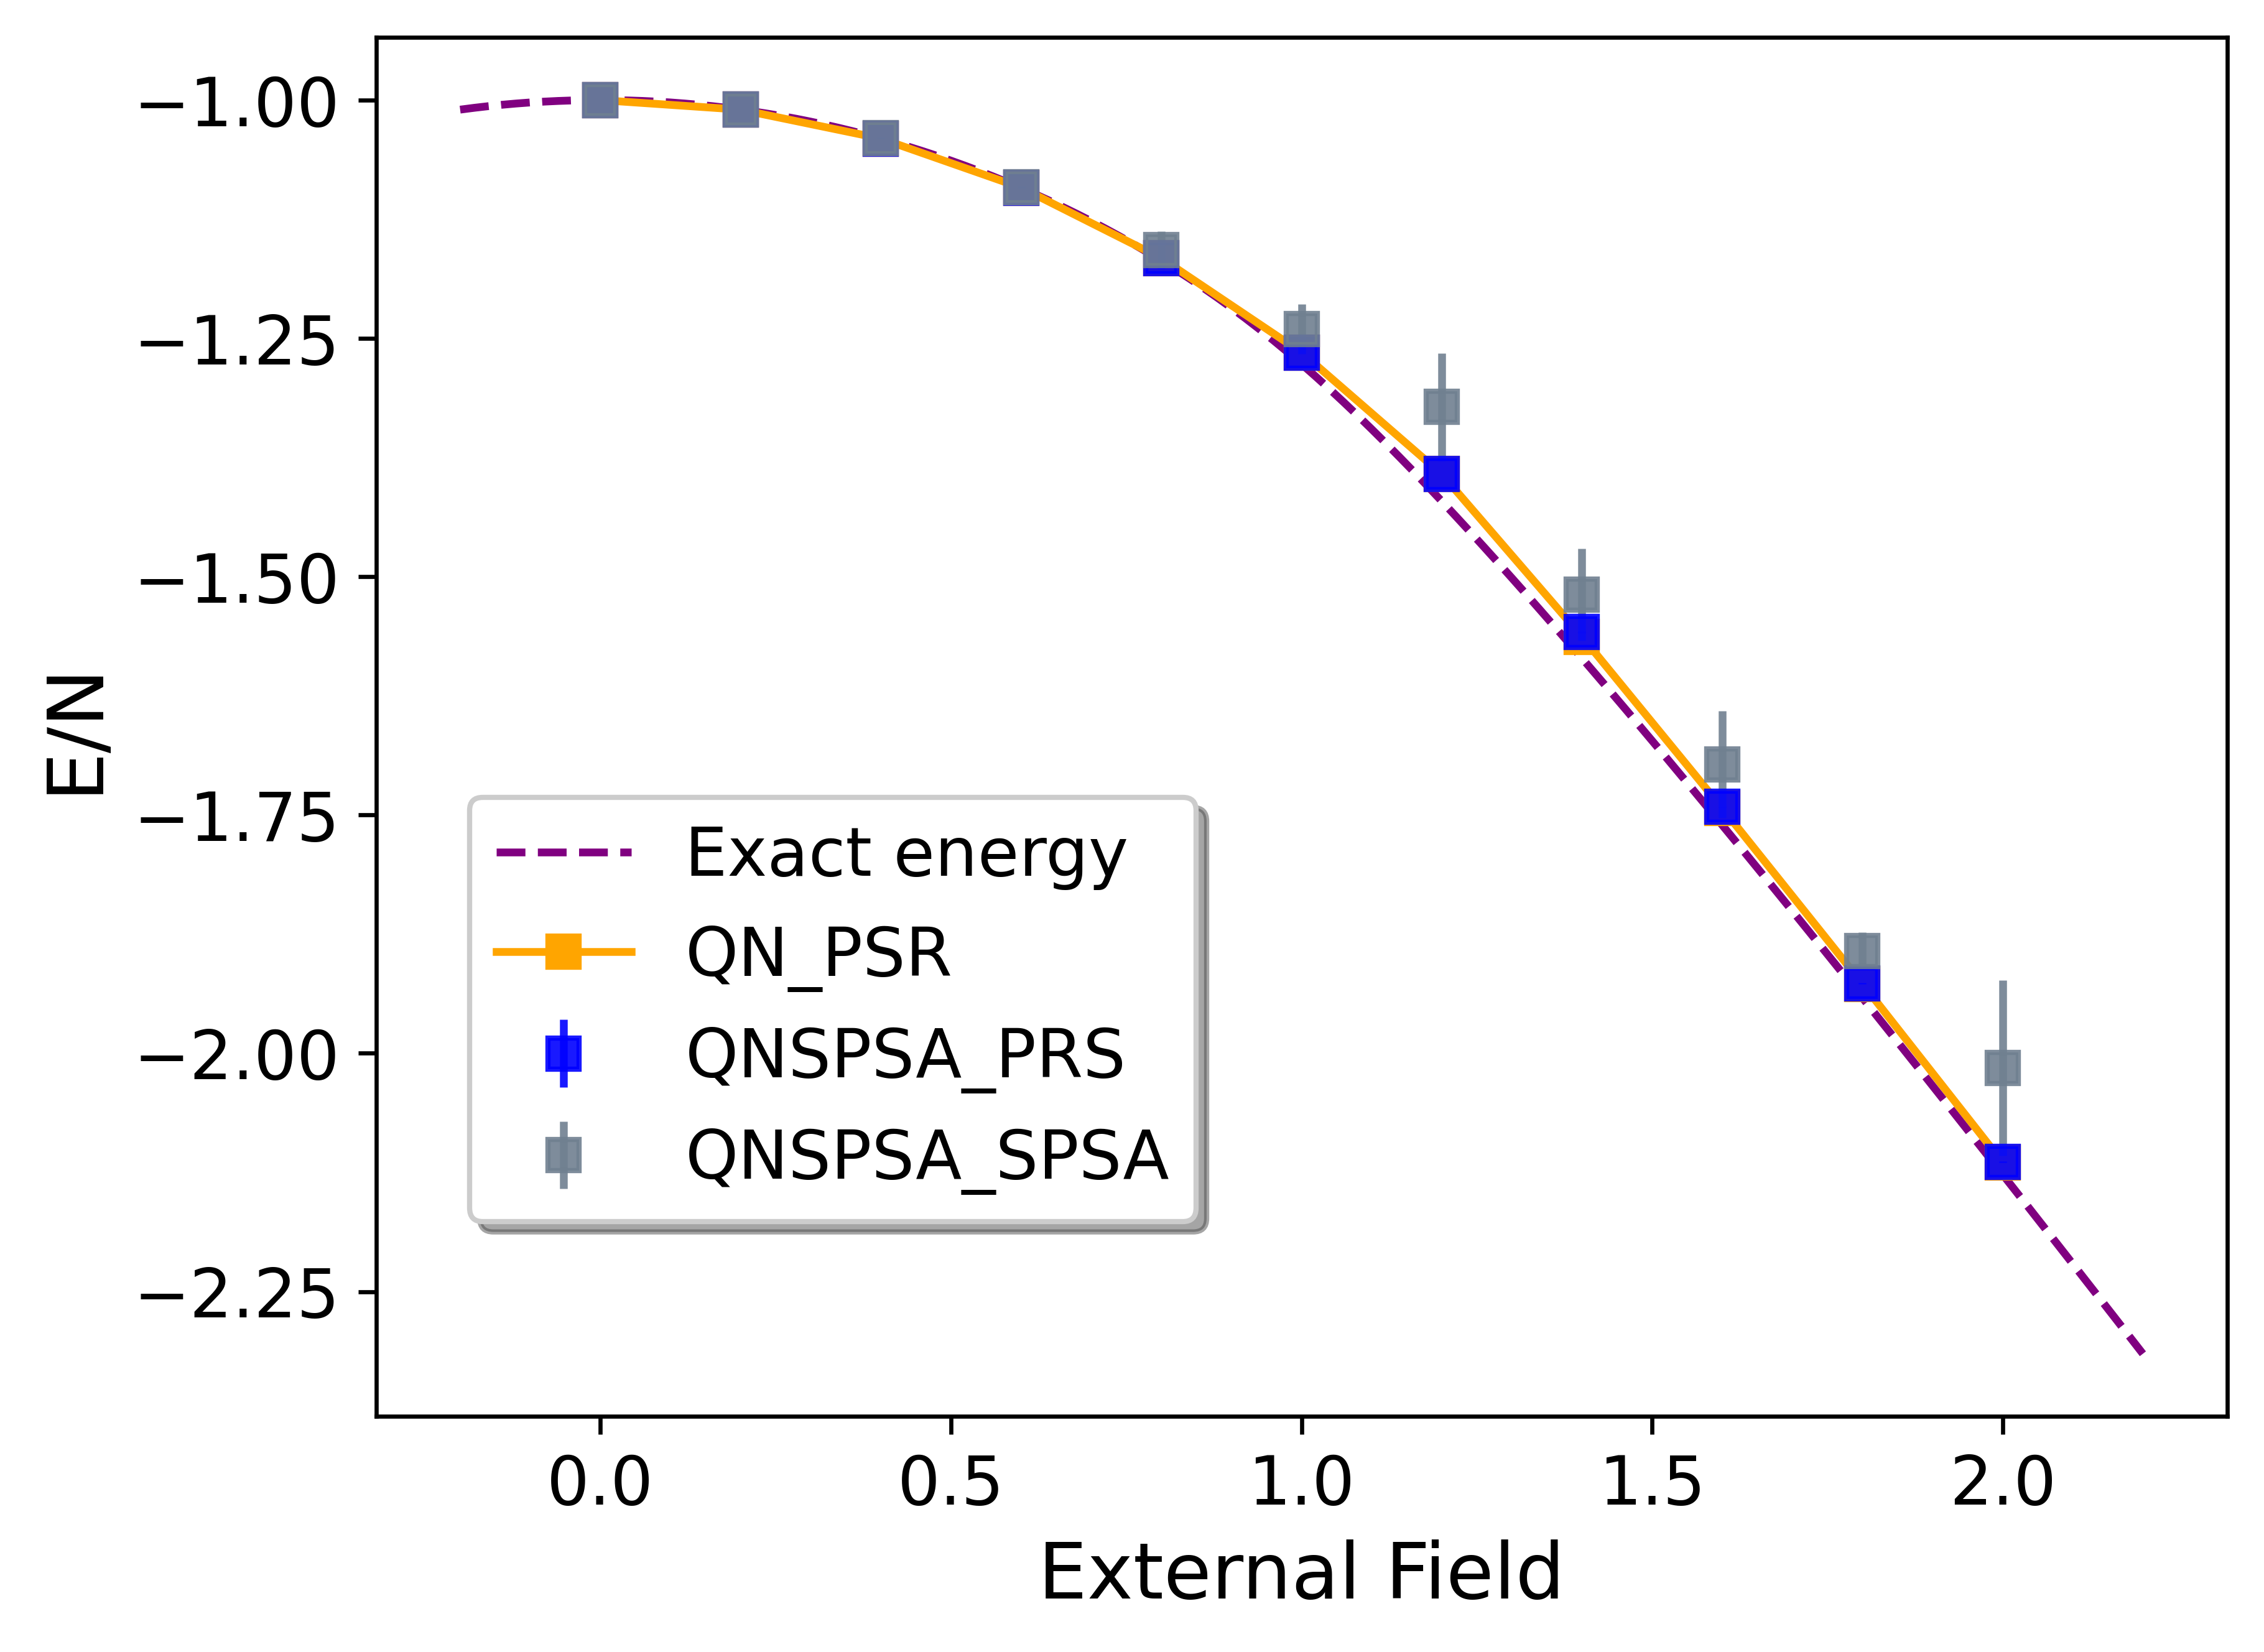 −1.00
−1.25
−1.50
−1.75
−2.00
−2.25
E/N
Exact energy
QN_PSR
QNSPSA_PRS
QNSPSA_SPSA
0.0 0.5 1.0 1.5 2.0
External Field